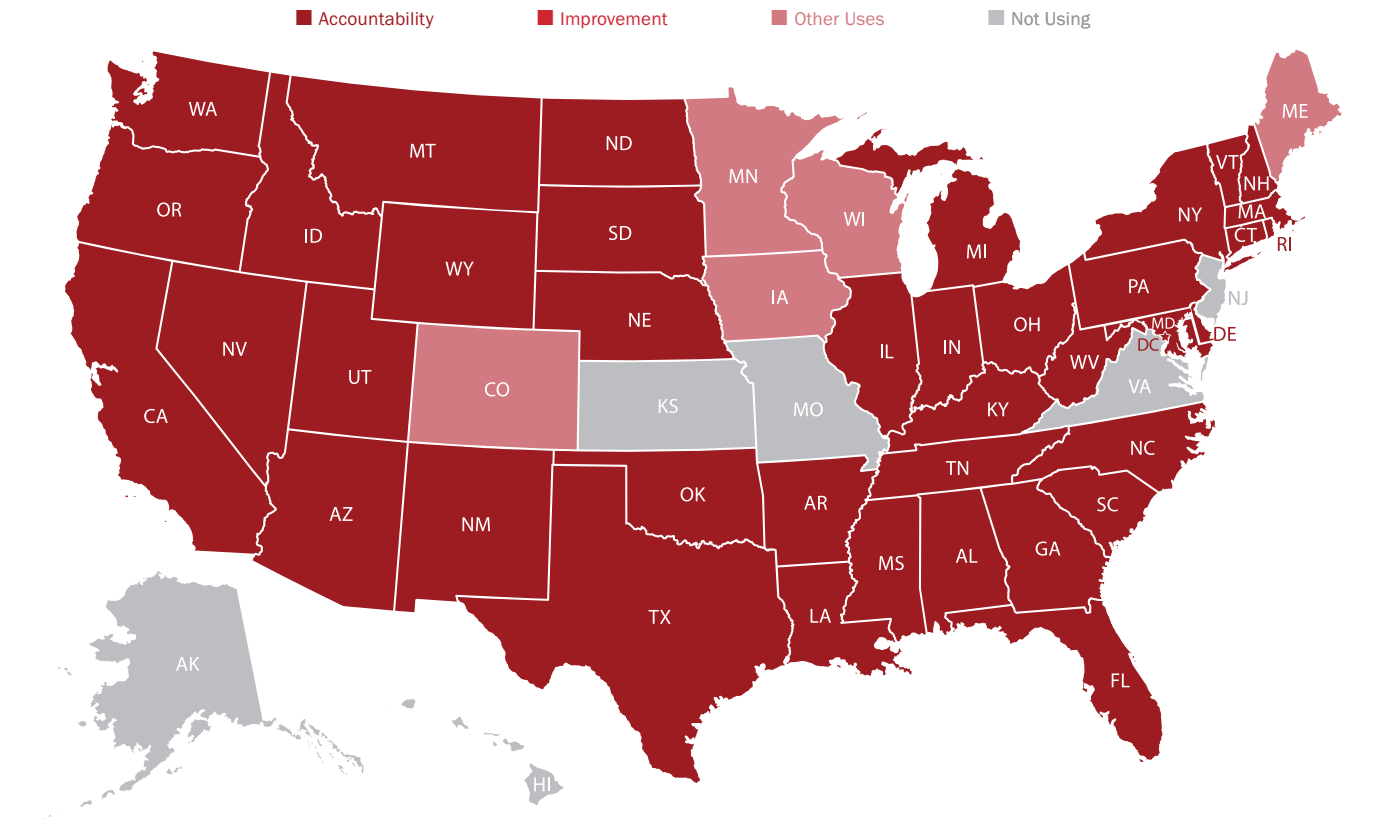 Accountability Improvement Other Uses Not Using
WA
MT
ND
MN
ME
OR
ID
SD
WI
VT
NH
NY
MA
CT
RI
MI
WY
IA
PA
NJ
NE
OH
MD
DE
DC
NV
UT
CO
IL
IN
WV
VA
CA
KS
MO
KY
NC
TN
AZ
NM
OK
AR
SC
MS
AL
GA
TX
LA
FL
AK
HI